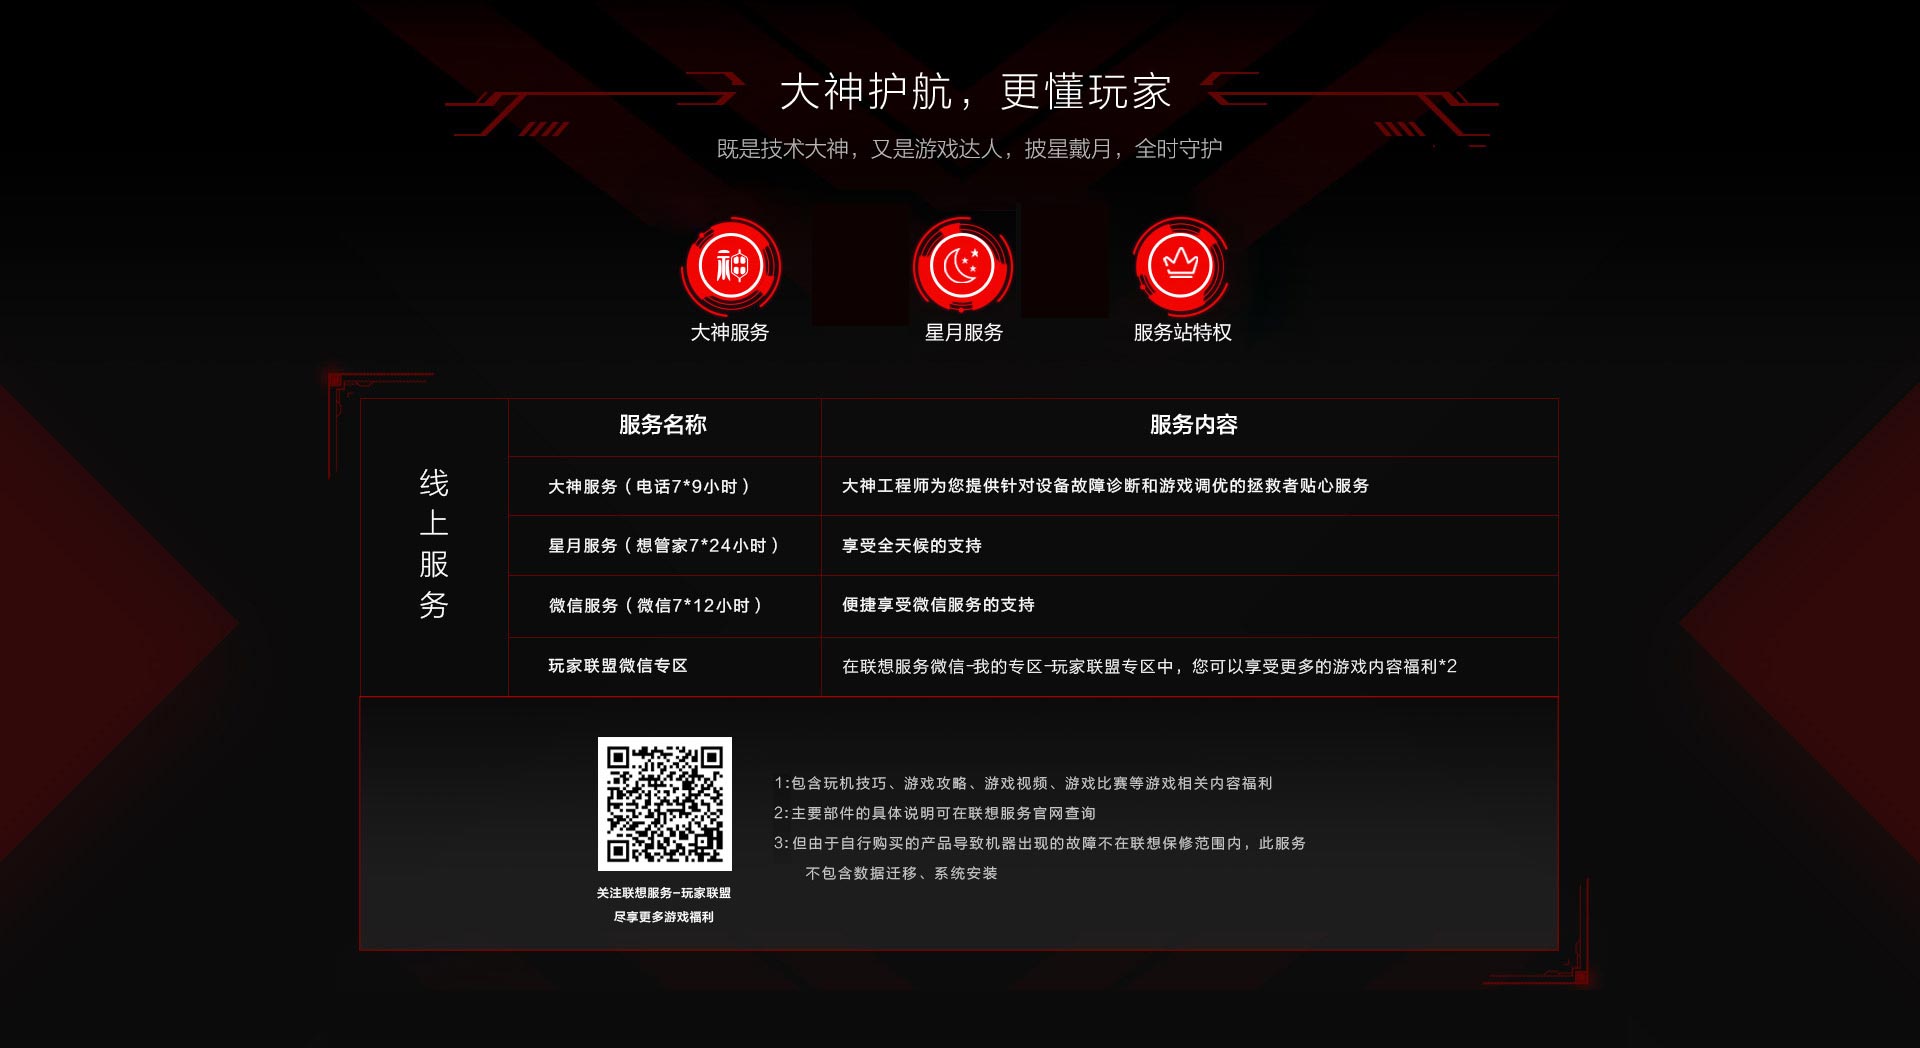 大神护航，更懂玩家
既是技术大神，又是游戏达人，披星戴月，全时守护
神
大神服务
星月服务
服务站特权
线上服务
服务名称
服务内容
大神服务（电话7*9小时）
大神工程师为您提供针对设备故障诊断和游戏调优的拯救者贴心服务
星月服务（想管家7*24小时）
享受全天候的支持
微信服务（微信7*12小时）
便捷享受微信服务的支持
玩家联盟微信专区
在联想服务微信-我的专区-玩家联盟专区中，您可以享受更多的游戏内容福利*2
1:包含玩机技巧、游戏攻略、游戏视频、游戏比赛等游戏相关内容福利
2:主要部件的具体说明可在联想服务官网查询
3:但由于自行购买的产品导致机器出现的故障不在联想保修范围内，此服务
不包含数据迁移、系统安装
关注联想服务-玩家联盟
尽享更多游戏福利